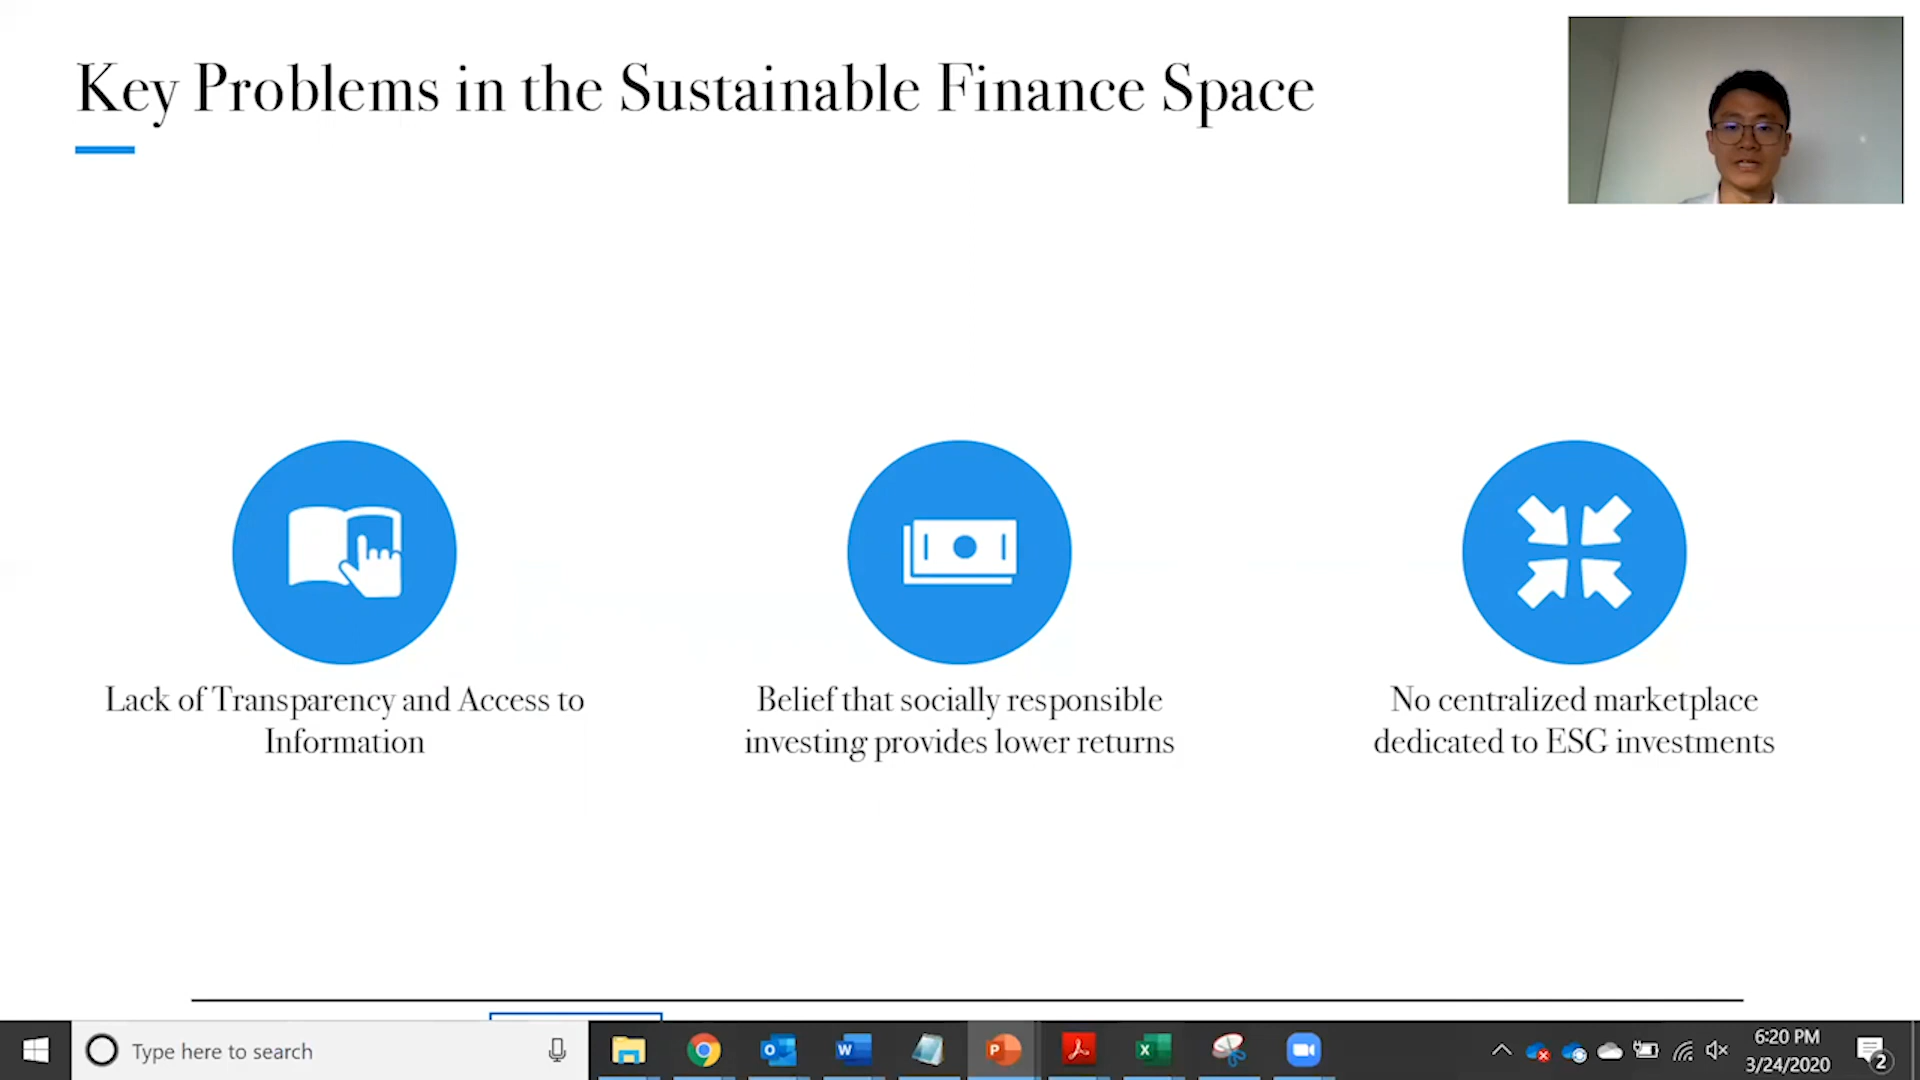 Key Problems in the Sustainable Finance Space
Lack of Transparency and Access to
Information
Belief that socially responsible
investing provides lower returns
No centralized marketplace
dedicated to ESG investments
Type here to search
6:20 PM
3/24/2020
2